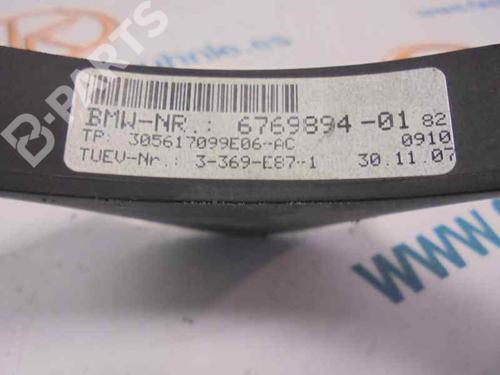 B-PARTS
BMW-NR.: 6769894-01 82
TP: 305617099E06-AC 0910
TUEV-Nr.: 3-369-E87-1 30.11.07